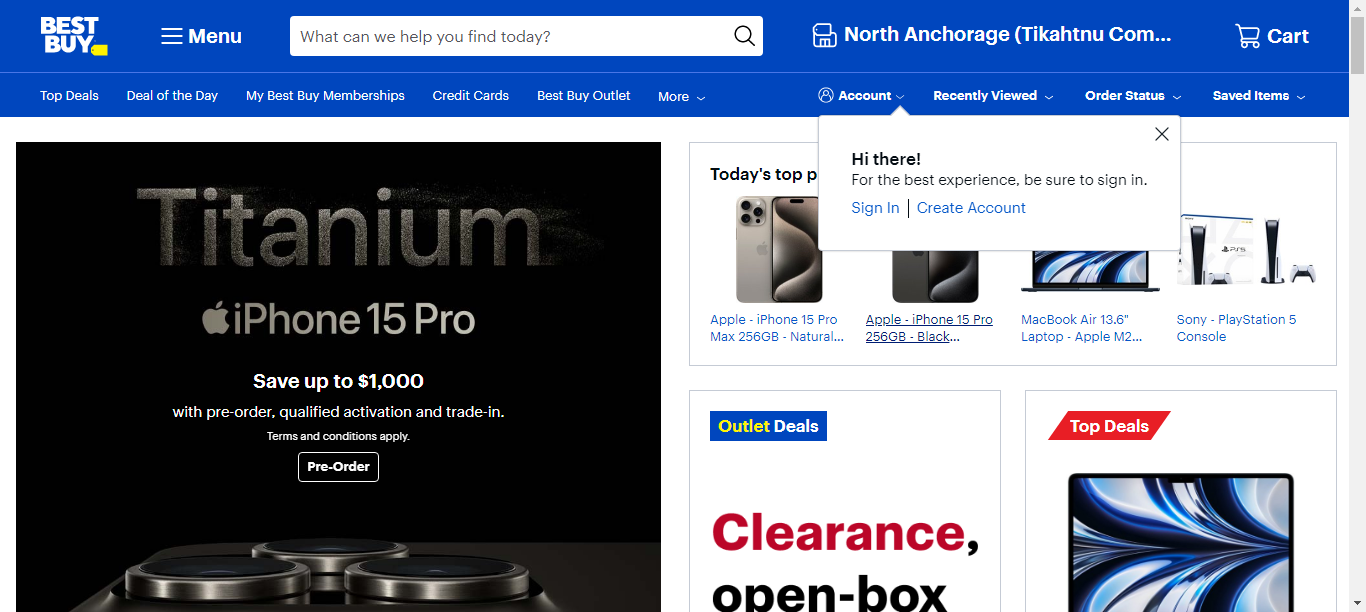 BEST
BUY
Menu
What can we help you find today?
North Anchorage (Tikahtnu Com...
Cart
Top Deals
Deal of the Day
My Best Buy Memberships
Credit Cards
Best Buy Outlet
More
Account
Recently Viewed
Order Status
Saved Items
Hi there!
For the best experience, be sure to sign in.
Sign In
Create Account
Titanium
iPhone 15 Pro
Save up to $1,000
with pre-order, qualified activation and trade-in.
Terms and conditions apply.
Pre-Order
Today's top p
Apple - iPhone 15 Pro
Max 256GB - Natural...
Apple - iPhone 15 Pro
256GB - Black...
MacBook Air 13.6"
Laptop - Apple M2...
PS5
Sony - PlayStation 5
Console
Outlet Deals
Clearance,
open-box
Top Deals